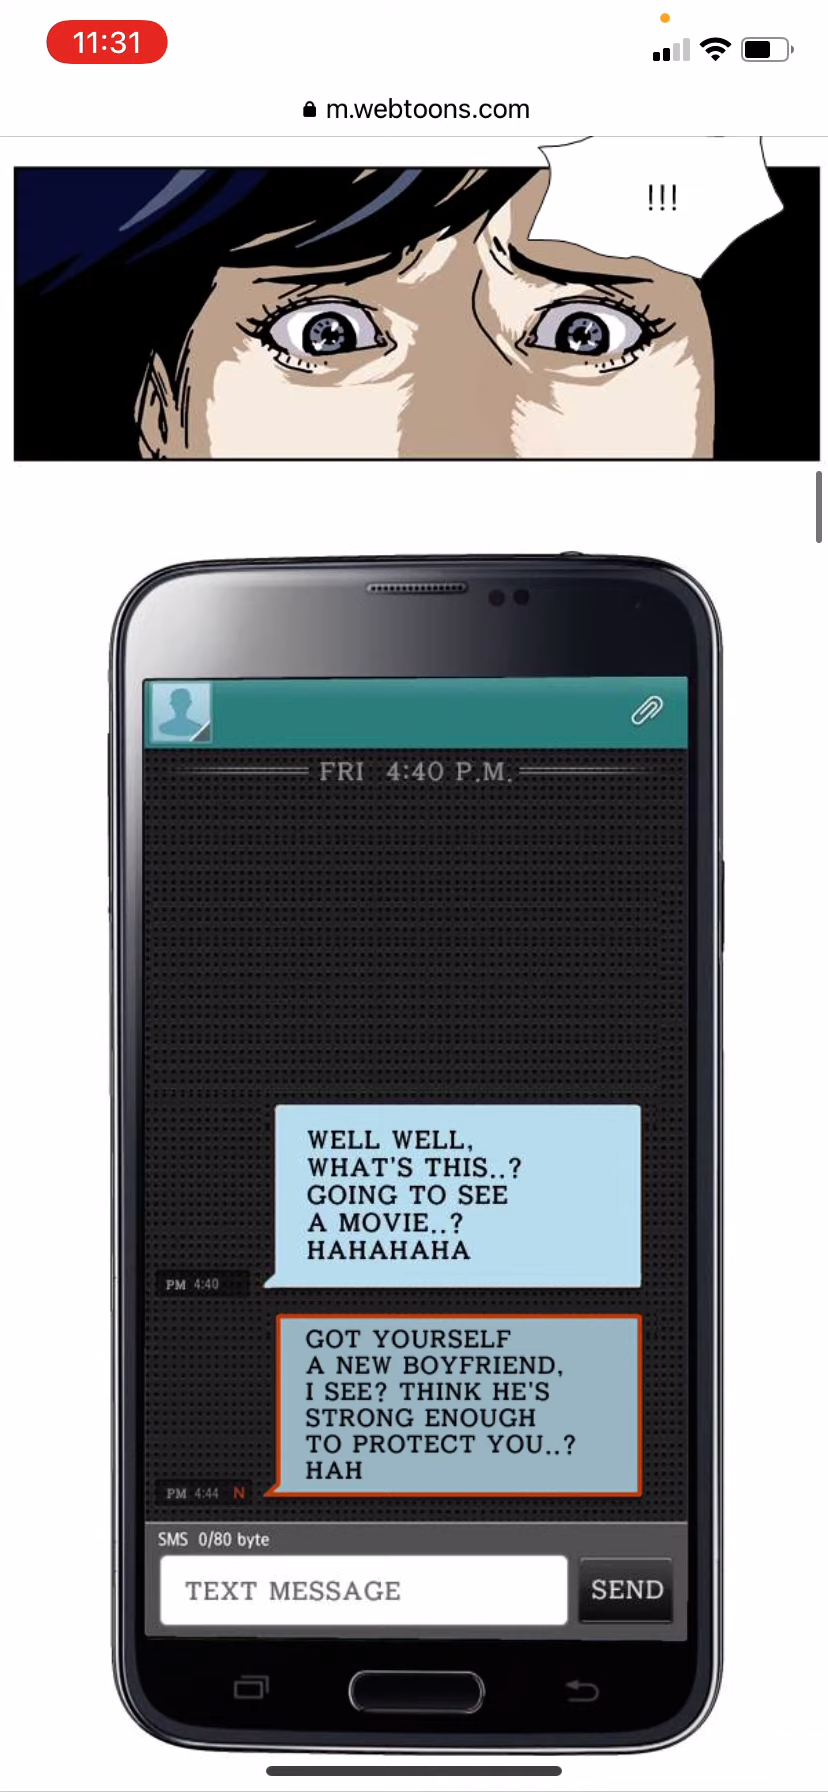 11:31
m.webtoons.com
!!!
FRI 4:40 P.M.
WELL WELL,
WHAT'S THIS..?
GOING TO SEE
A MOVIE..?
HAHAHAHA
PM 4:40
GOT YOURSELF
A NEW BOYFRIEND,
I SEE? THINK HE'S
STRONG ENOUGH
TO PROTECT YOU..?
HAH
PM 4:44 N
SMS 0/80 byte
TEXT MESSAGE
SEND